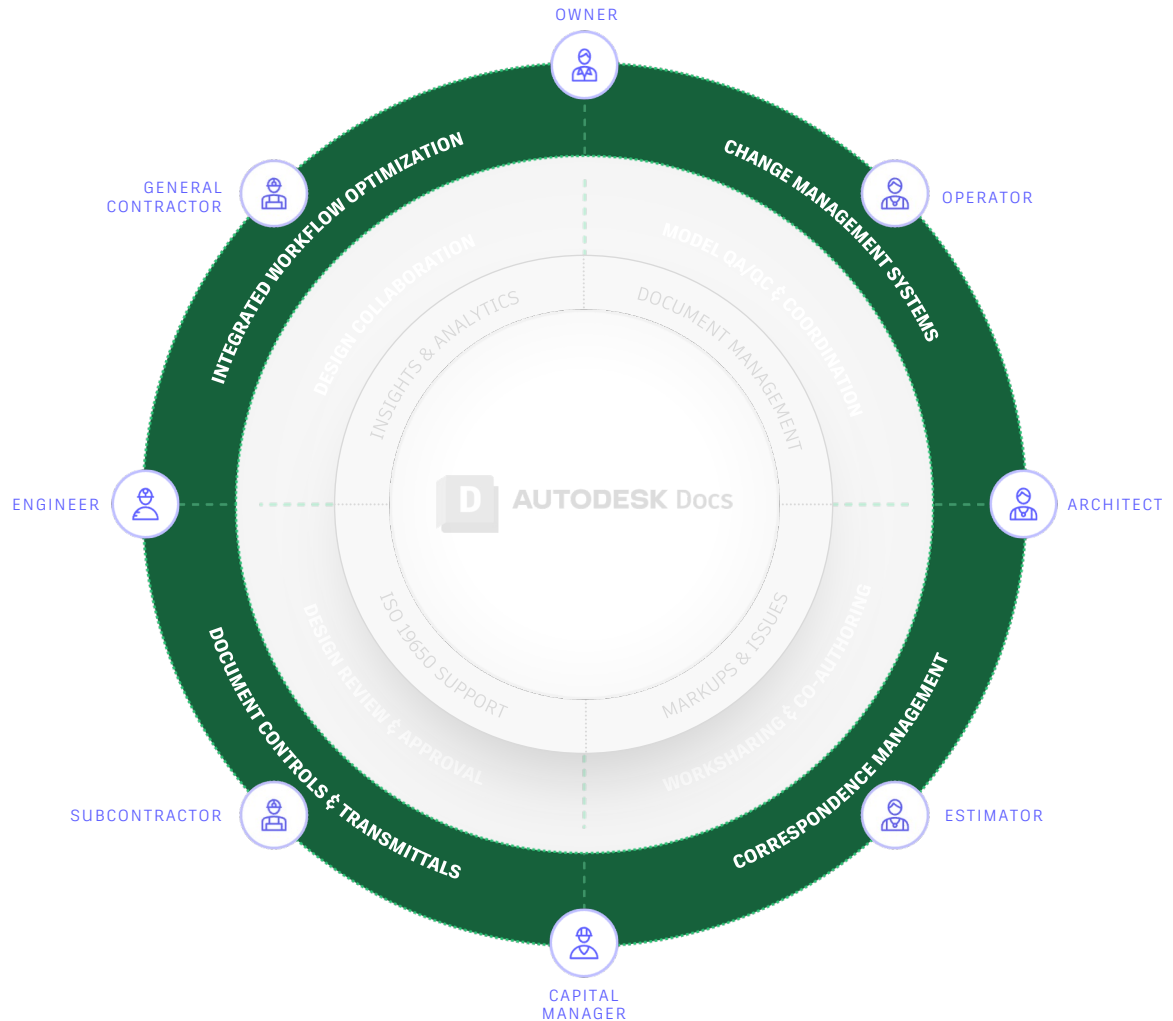 OWNER
GENERAL
CONTRACTOR
OPERATOR
ENGINEER
ARCHITECT
SUBCONTRACTOR
ESTIMATOR
CAPITAL
MANAGER
INTEGRATED WORKFLOW OPTIMIZATION
CHANGE MANAGEMENT SYSTEMS
DOCUMENT CONTROLS & TRANSMITTALS
CORRESPONDENCE MANAGEMENT
DESIGN COLLABORATION
MODEL QA/QC & COORDINATION
DESIGN REVIEW & APPROVAL
WORKSHARING & CO-AUTHORING
INSIGHTS & ANALYTICS
DOCUMENT MANAGEMENT
ISO 19650 SUPPORT
MARKUPS & ISSUES
D AUTODESK Docs